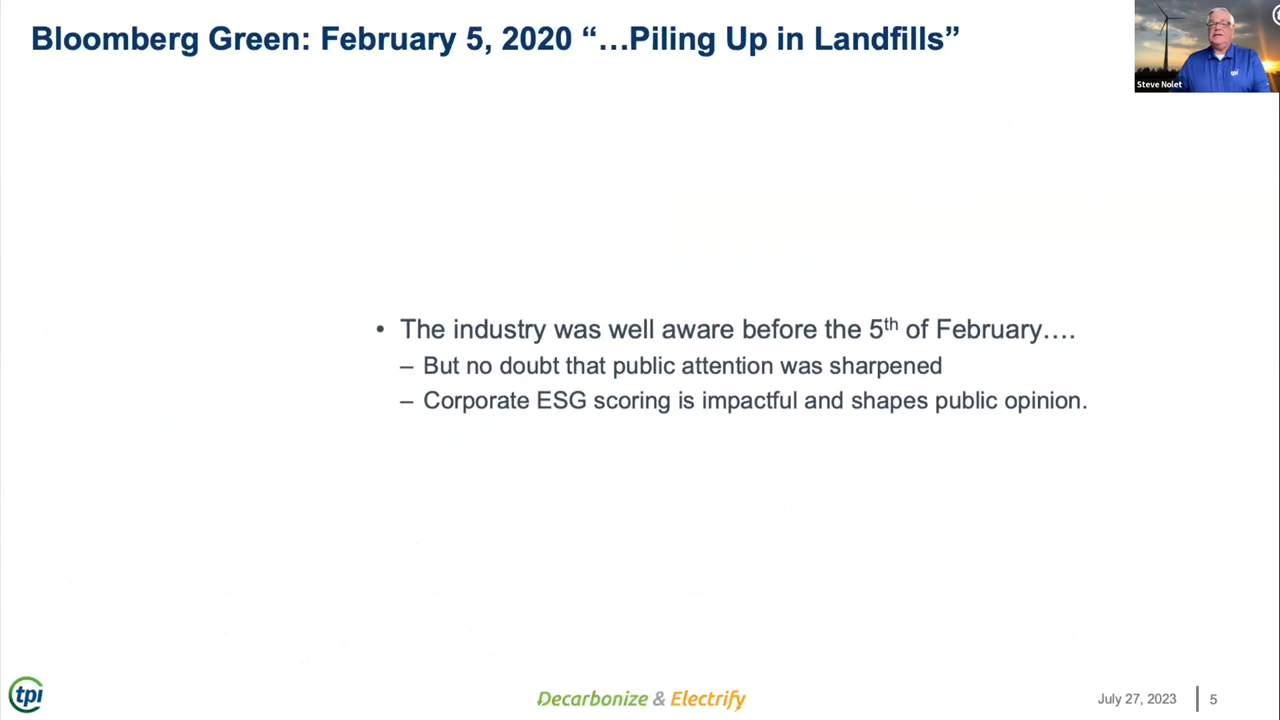 Bloomberg Green: February 5, 2020 “…Piling Up in Landfills”
tpi
Steve Nolet
• The industry was well aware before the 5th of February….
– But no doubt that public attention was sharpened
– Corporate ESG scoring is impactful and shapes public opinion.
tpi
Decarbonize & Electrify
July 27, 2023 | 5